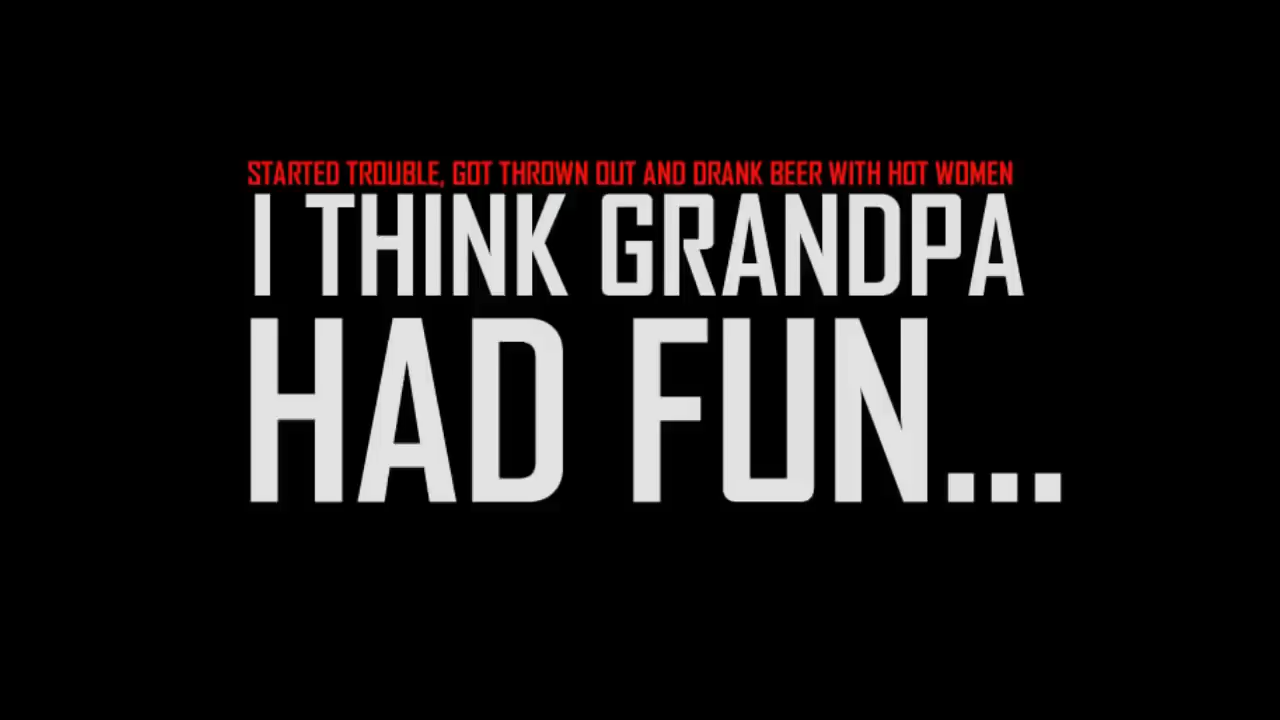 STARTED TROUBLE, GOT THROWN OUT AND DRANK BEER WITH HOT WOMEN
I THINK GRANDPA
HAD FUN...